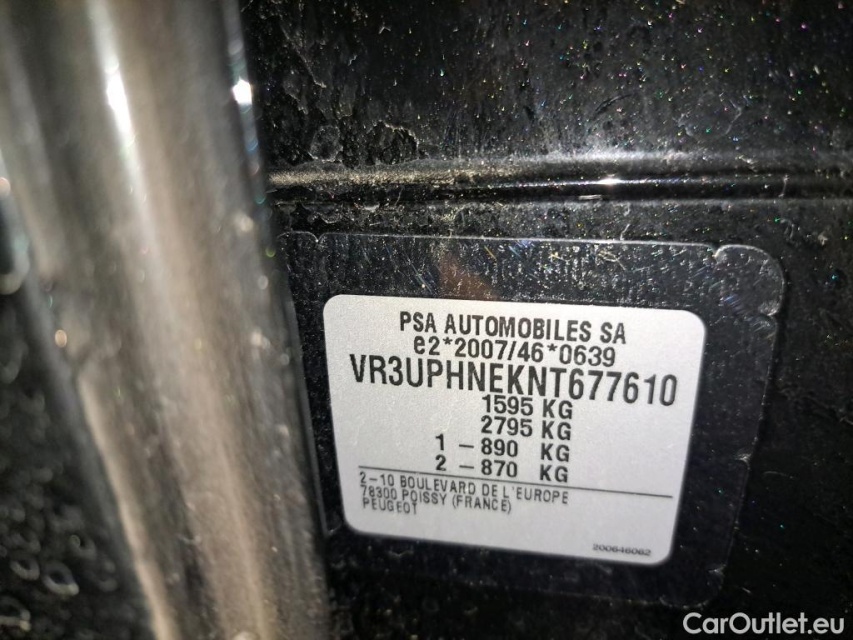 PSA AUTOMOBILES SA
e2*2007/46*0639
VR3UPHNEKNT677610
1595 KG
2795 KG
1 - 890 KG
2 - 870 KG
2-10 BOULEVARD DE L'EUROPE
78300 POISSY (FRANCE)
PEUGEOT
200646062
CarOutlet.eu